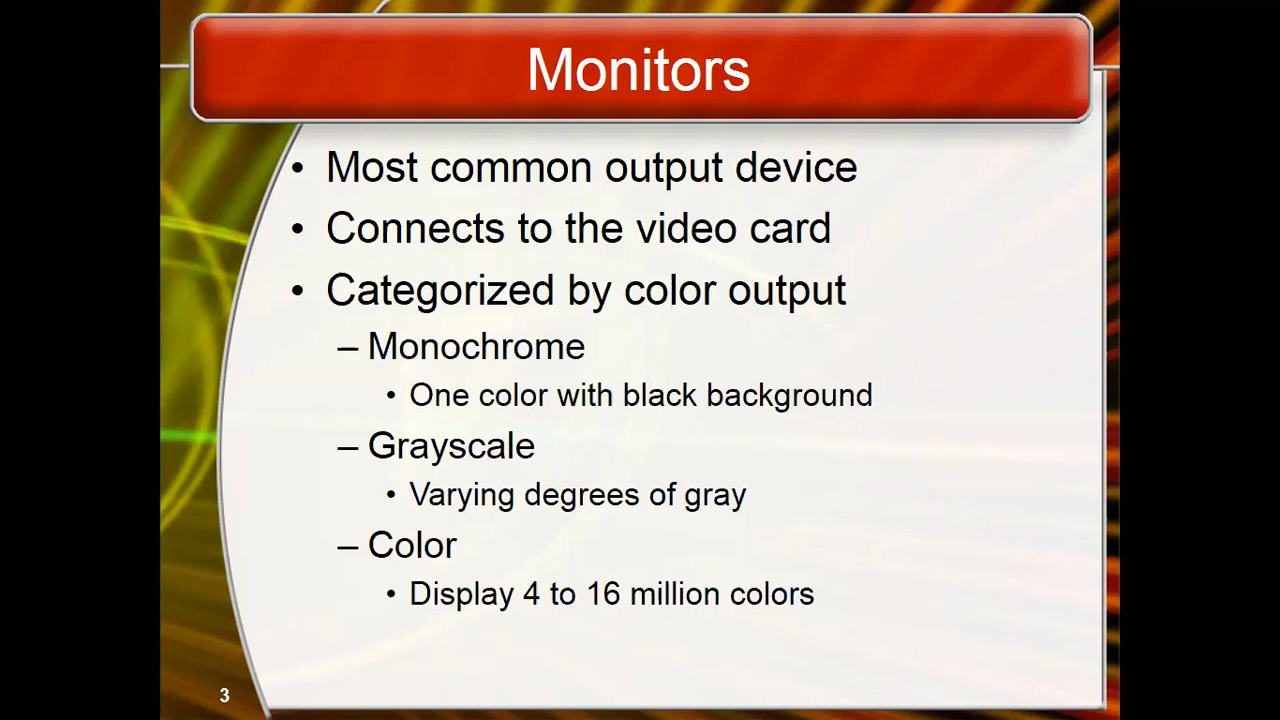 Monitors
• Most common output device
• Connects to the video card
• Categorized by color output
– Monochrome
• One color with black background
– Grayscale
• Varying degrees of gray
– Color
• Display 4 to 16 million colors
3